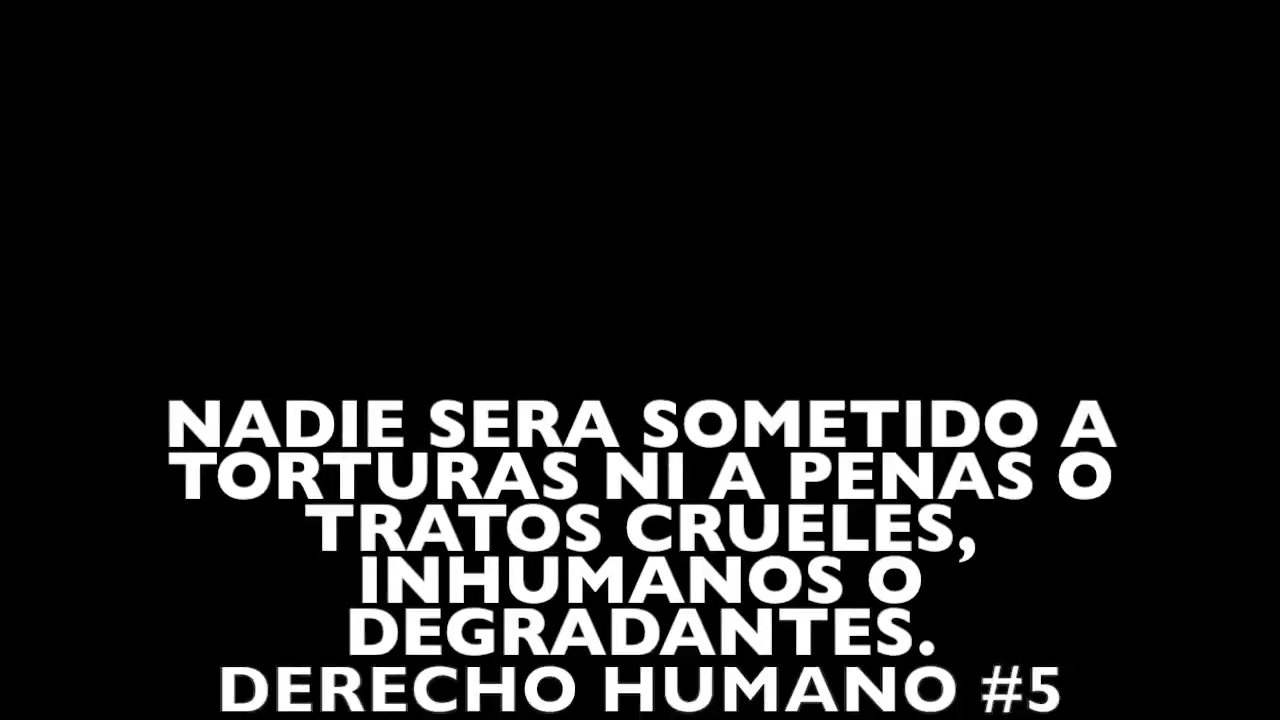 NADIE SERA SOMETIDO A
TORTURAS NI A PENAS O
TRATOS CRUELES,
INHUMANOS O
DEGRADANTES.
DERECHO HUMANO #5